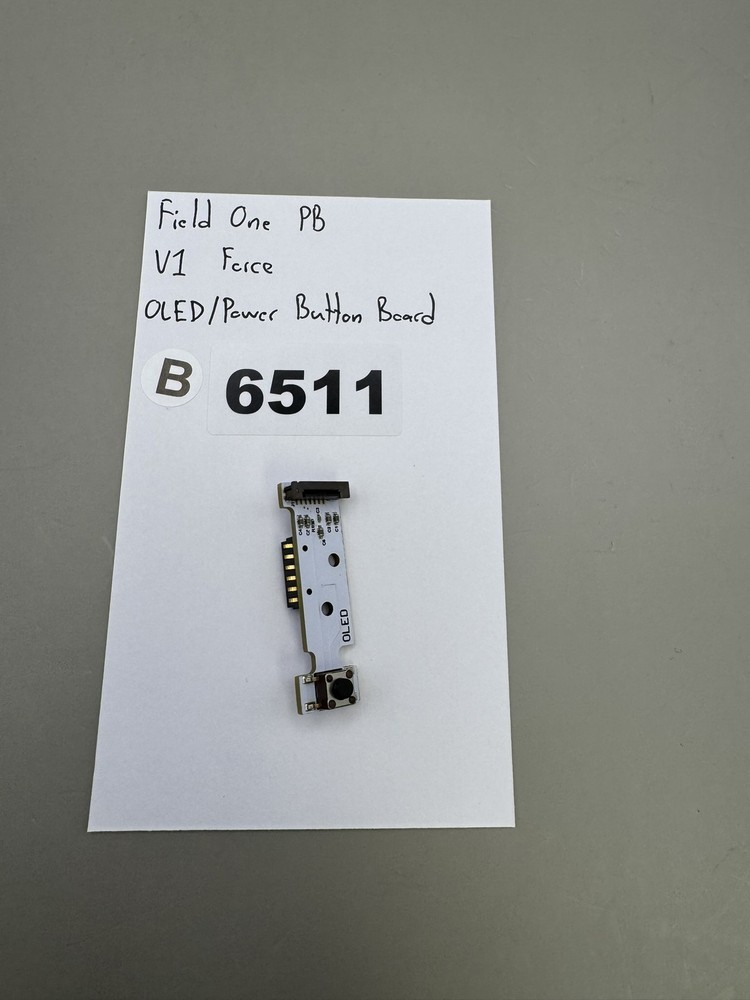 Field One PB
V1 Force
OLED/Power Button Board
B 6511
OLED